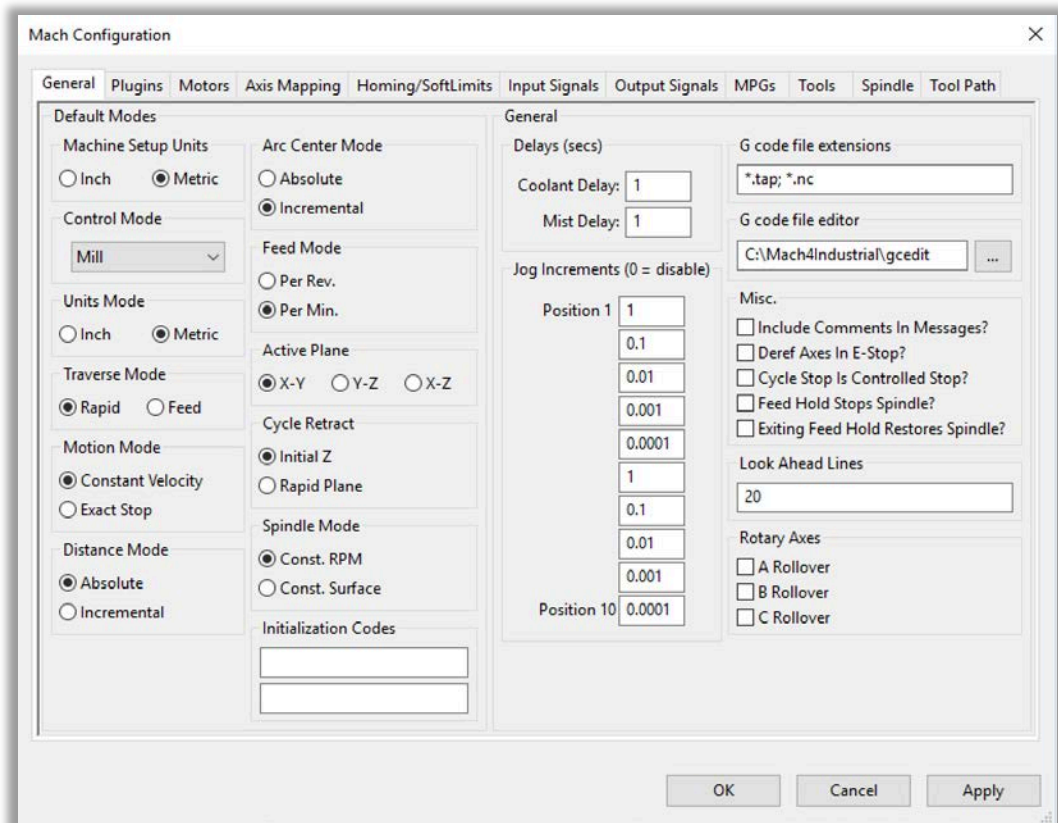 Mach Configuration
General Plugins Motors Axis Mapping Homing/SoftLimits Input Signals Output Signals MPGs Tools Spindle Tool Path
Default Modes
Machine Setup Units
Inch Metric
Control Mode
Mill
Units Mode
Inch Metric
Traverse Mode
Rapid Feed
Motion Mode
Constant Velocity
Exact Stop
Distance Mode
Absolute
Incremental
Arc Center Mode
Absolute
Incremental
Feed Mode
Per Rev.
Per Min.
Active Plane
X-Y Y-Z X-Z
Cycle Retract
Initial Z
Rapid Plane
Spindle Mode
Const. RPM
Const. Surface
Initialization Codes
General
Delays (secs)
Coolant Delay: 1
Mist Delay: 1
Jog Increments (0 = disable)
Position 1 1
0.1
0.01
0.001
0.0001
1
0.1
0.01
0.001
Position 10 0.0001
G code file extensions
*.tap; *.nc
G code file editor
C:\Mach4Industrial\gcedit ...
Misc.
Include Comments In Messages?
Deref Axes In E-Stop?
Cycle Stop Is Controlled Stop?
Feed Hold Stops Spindle?
Exiting Feed Hold Restores Spindle?
Look Ahead Lines
20
Rotary Axes
A Rollover
B Rollover
C Rollover
OK Cancel Apply